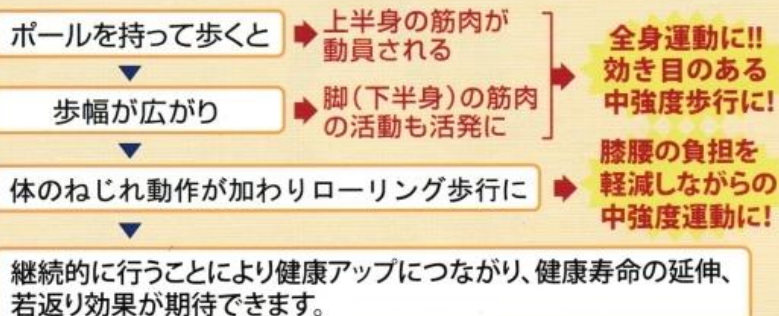 ポールを持って歩くと
上半身の筋肉が
動員される
歩幅が広がり
脚(下半身)の筋肉
の活動も活発に
全身運動に!!
効き目のある
中強度歩行に!
体のねじれ動作が加わりローリング歩行に
膝腰の負担を
軽減しながらの
中強度運動に!
継続的に行うことにより健康アップにつながり、健康寿命の延伸、
若返り効果が期待できます。